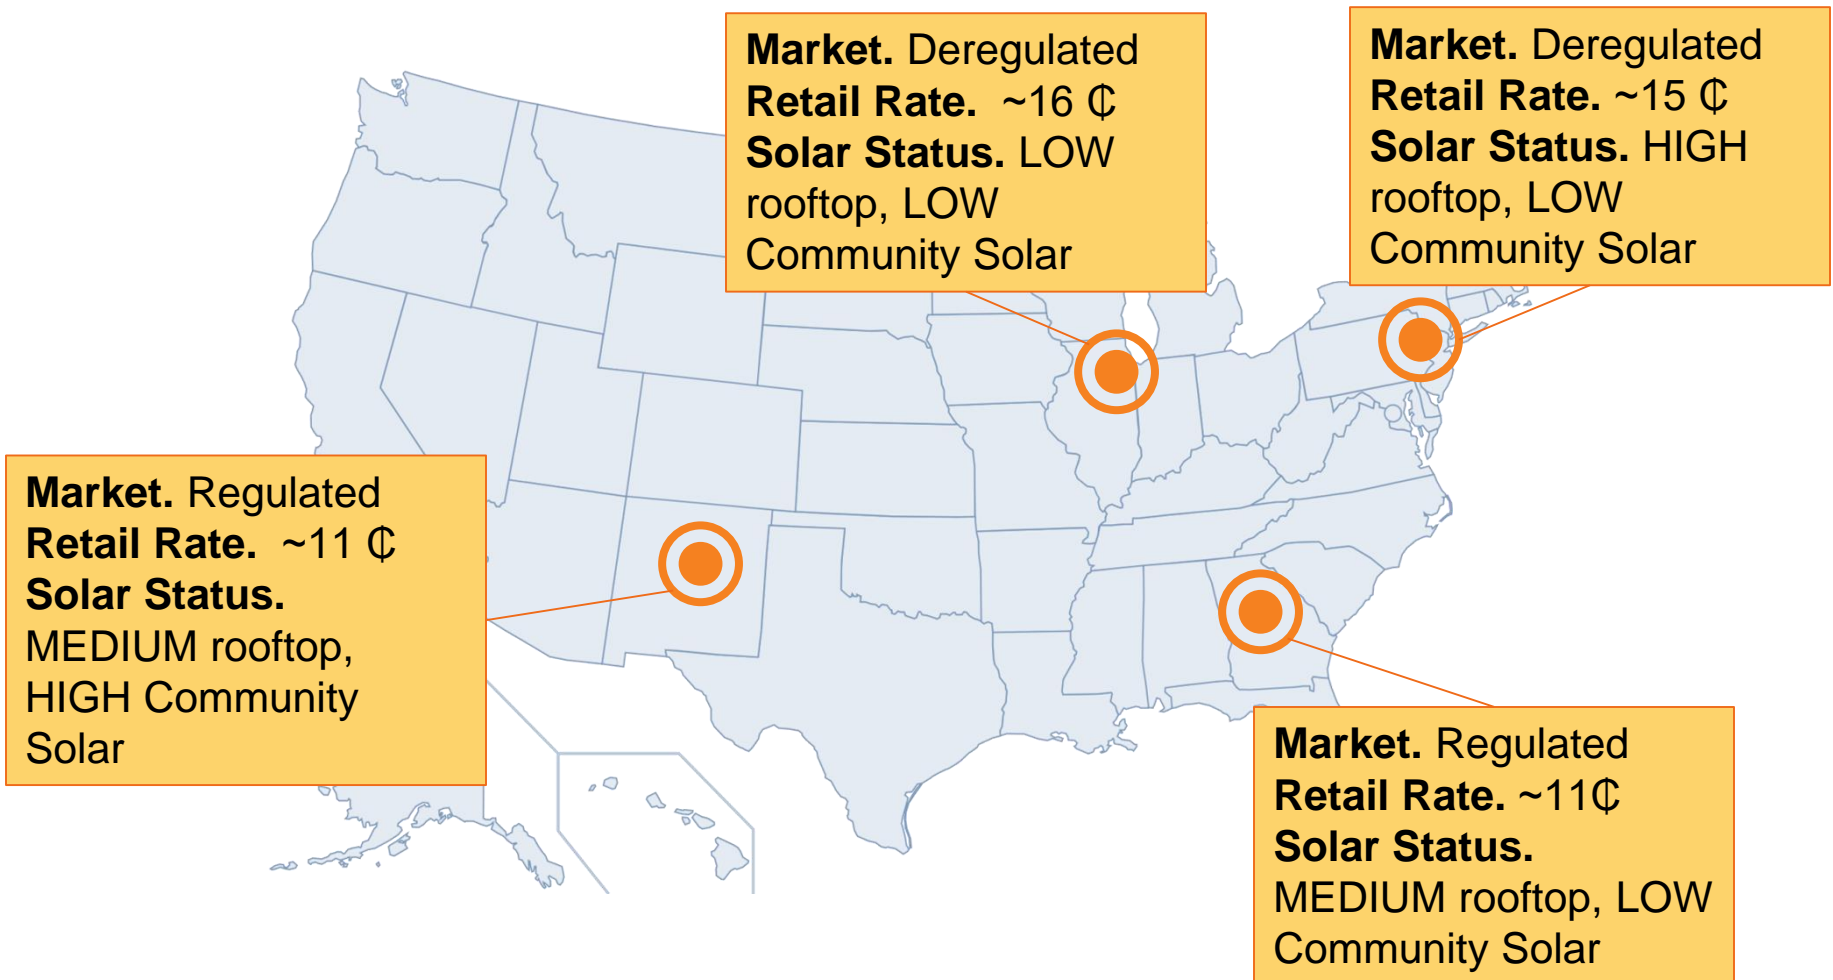 Market. Deregulated
Retail Rate.  ~16 ₵
Solar Status. LOW
rooftop, LOW
Community Solar
Market. Deregulated
Retail Rate. ~15 ₵
Solar Status. HIGH
rooftop, LOW
Community Solar
Market. Regulated
Retail Rate.  ~11 ₵
Solar Status.
MEDIUM rooftop,
HIGH Community
Solar
Market. Regulated
Retail Rate. ~11₵
Solar Status.
MEDIUM rooftop, LOW
Community Solar